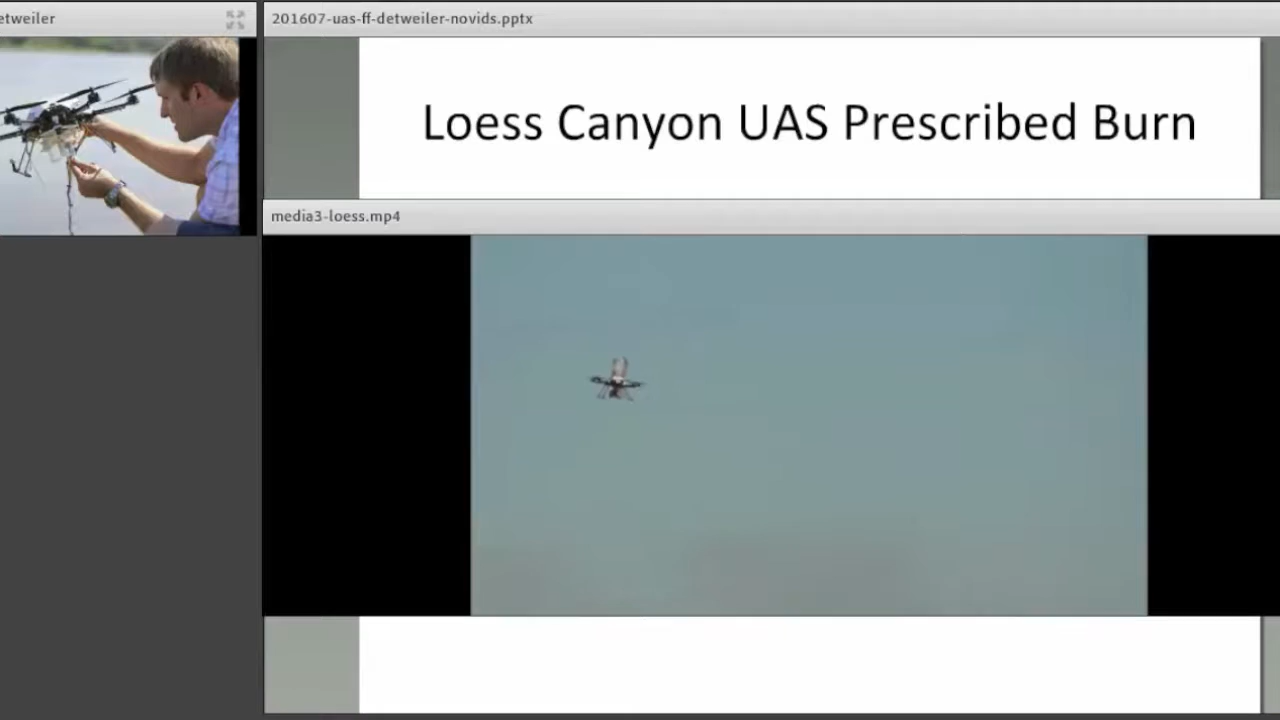 etweiler
201607-uas-ff-detweiler-novids.pptx
Loess Canyon UAS Prescribed Burn
media3-loess.mp4